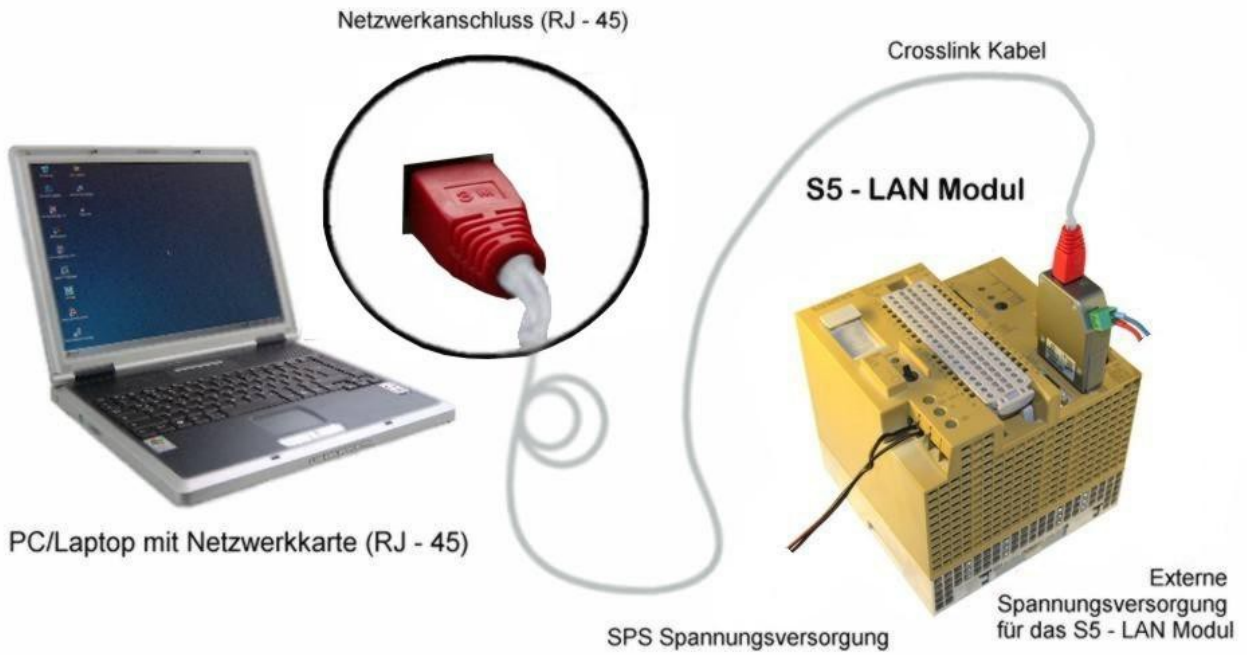 Netzwerkanschluss (RJ - 45)
Crosslink Kabel
S5 - LAN Modul
PC/Laptop mit Netzwerkkarte (RJ - 45)
SPS Spannungsversorgung
Externe
Spannungsversorgung
für das S5 - LAN Modul